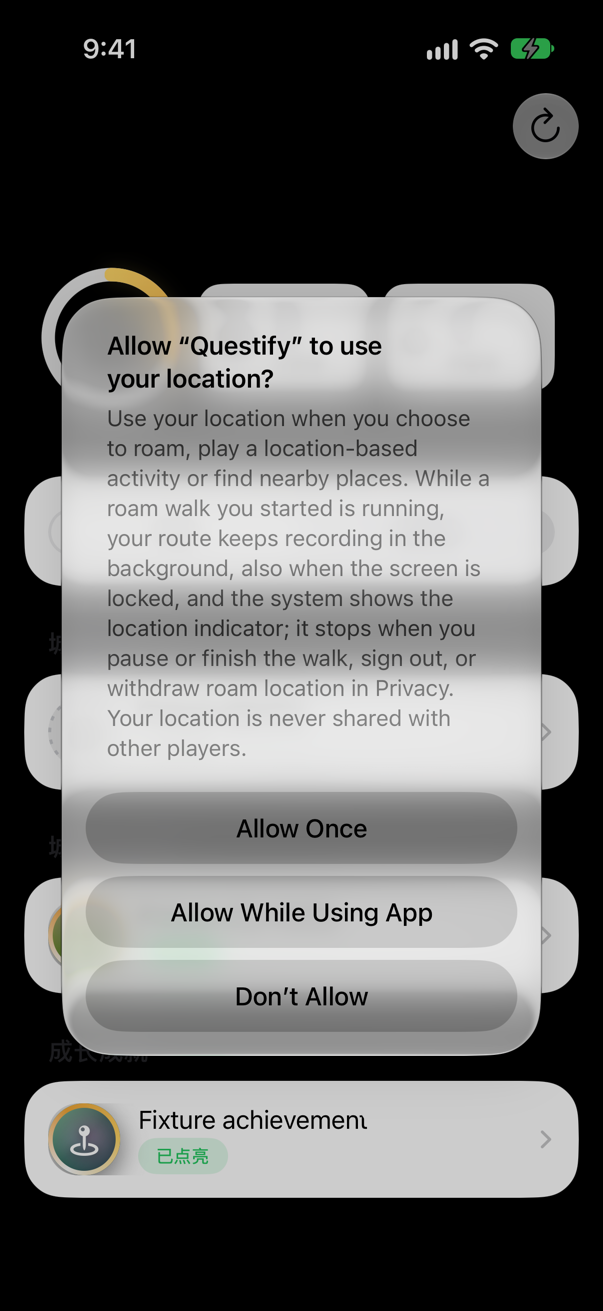 9:41
Allow “Questify” to use
your location?
Use your location when you choose
to roam, play a location-based
activity or find nearby places. While a
roam walk you started is running,
your route keeps recording in the
background, also when the screen is
locked, and the system shows the
location indicator; it stops when you
pause or finish the walk, sign out, or
withdraw roam location in Privacy.
Your location is never shared with
other players.
Allow Once
Allow While Using App
Don’t Allow
成长成就
Fixture achievement
已点亮